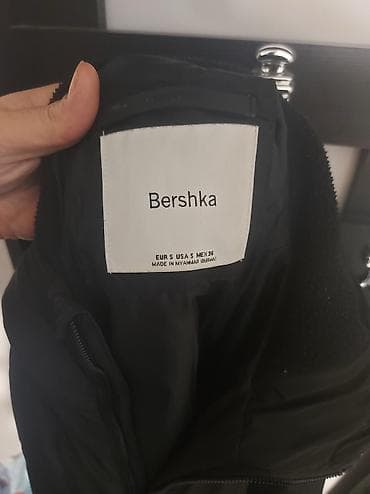 Bershka
EUR S USA S MEX 26
MADE IN MYANMAR (BURMA)